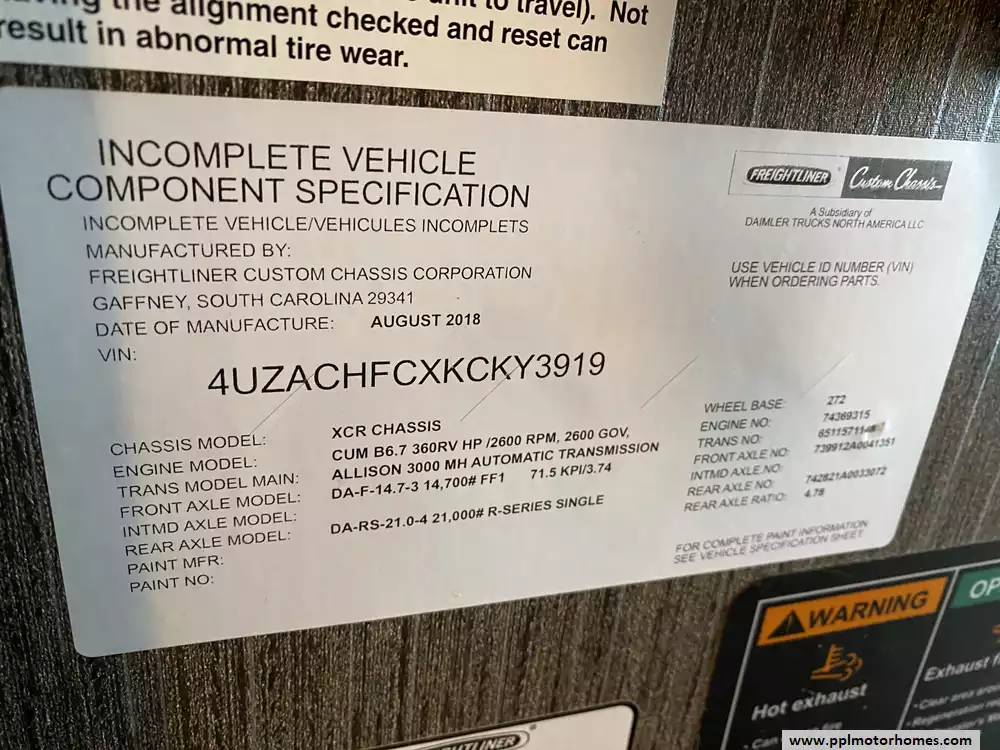 unit to travel). Not
the alignment checked and reset can
result in abnormal tire wear.
INCOMPLETE VEHICLE
COMPONENT SPECIFICATION
INCOMPLETE VEHICLE/VEHICULES INCOMPLETS
MANUFACTURED BY:
FREIGHTLINER CUSTOM CHASSIS CORPORATION
GAFFNEY, SOUTH CAROLINA 29341
DATE OF MANUFACTURE: AUGUST 2018
VIN:
4UZACHFCXKCKY3919
FREIGHTLINER Custom Chassis
A Subsidiary of
DAIMLER TRUCKS NORTH AMERICA LLC
USE VEHICLE ID NUMBER (VIN)
WHEN ORDERING PARTS.
CHASSIS MODEL: XCR CHASSIS
ENGINE MODEL: CUM B6.7 360RV HP /2600 RPM, 2600 GOV,
TRANS MODEL MAIN: ALLISON 3000 MH AUTOMATIC TRANSMISSION
FRONT AXLE MODEL: DA-F-14.7-3 14,700# FF1 71.5 KPI/3.74
INTMD AXLE MODEL:
REAR AXLE MODEL: DA-RS-21.0-4 21,000# R-SERIES SINGLE
PAINT MFR:
PAINT NO:
WHEEL BASE: 272
ENGINE NO: 74369315
TRANS NO:
FRONT AXLE NO: 739912A0041351
INTMD AXLE NO:
REAR AXLE NO: 742821A0033072
REAR AXLE RATIO: 4.78
FOR COMPLETE PAINT INFORMATION
SEE VEHICLE SPECIFICATION SHEET
WARNING
Hot exhaust
Exhaust
FREIGHTLINER
www.pplmotorhomes.com